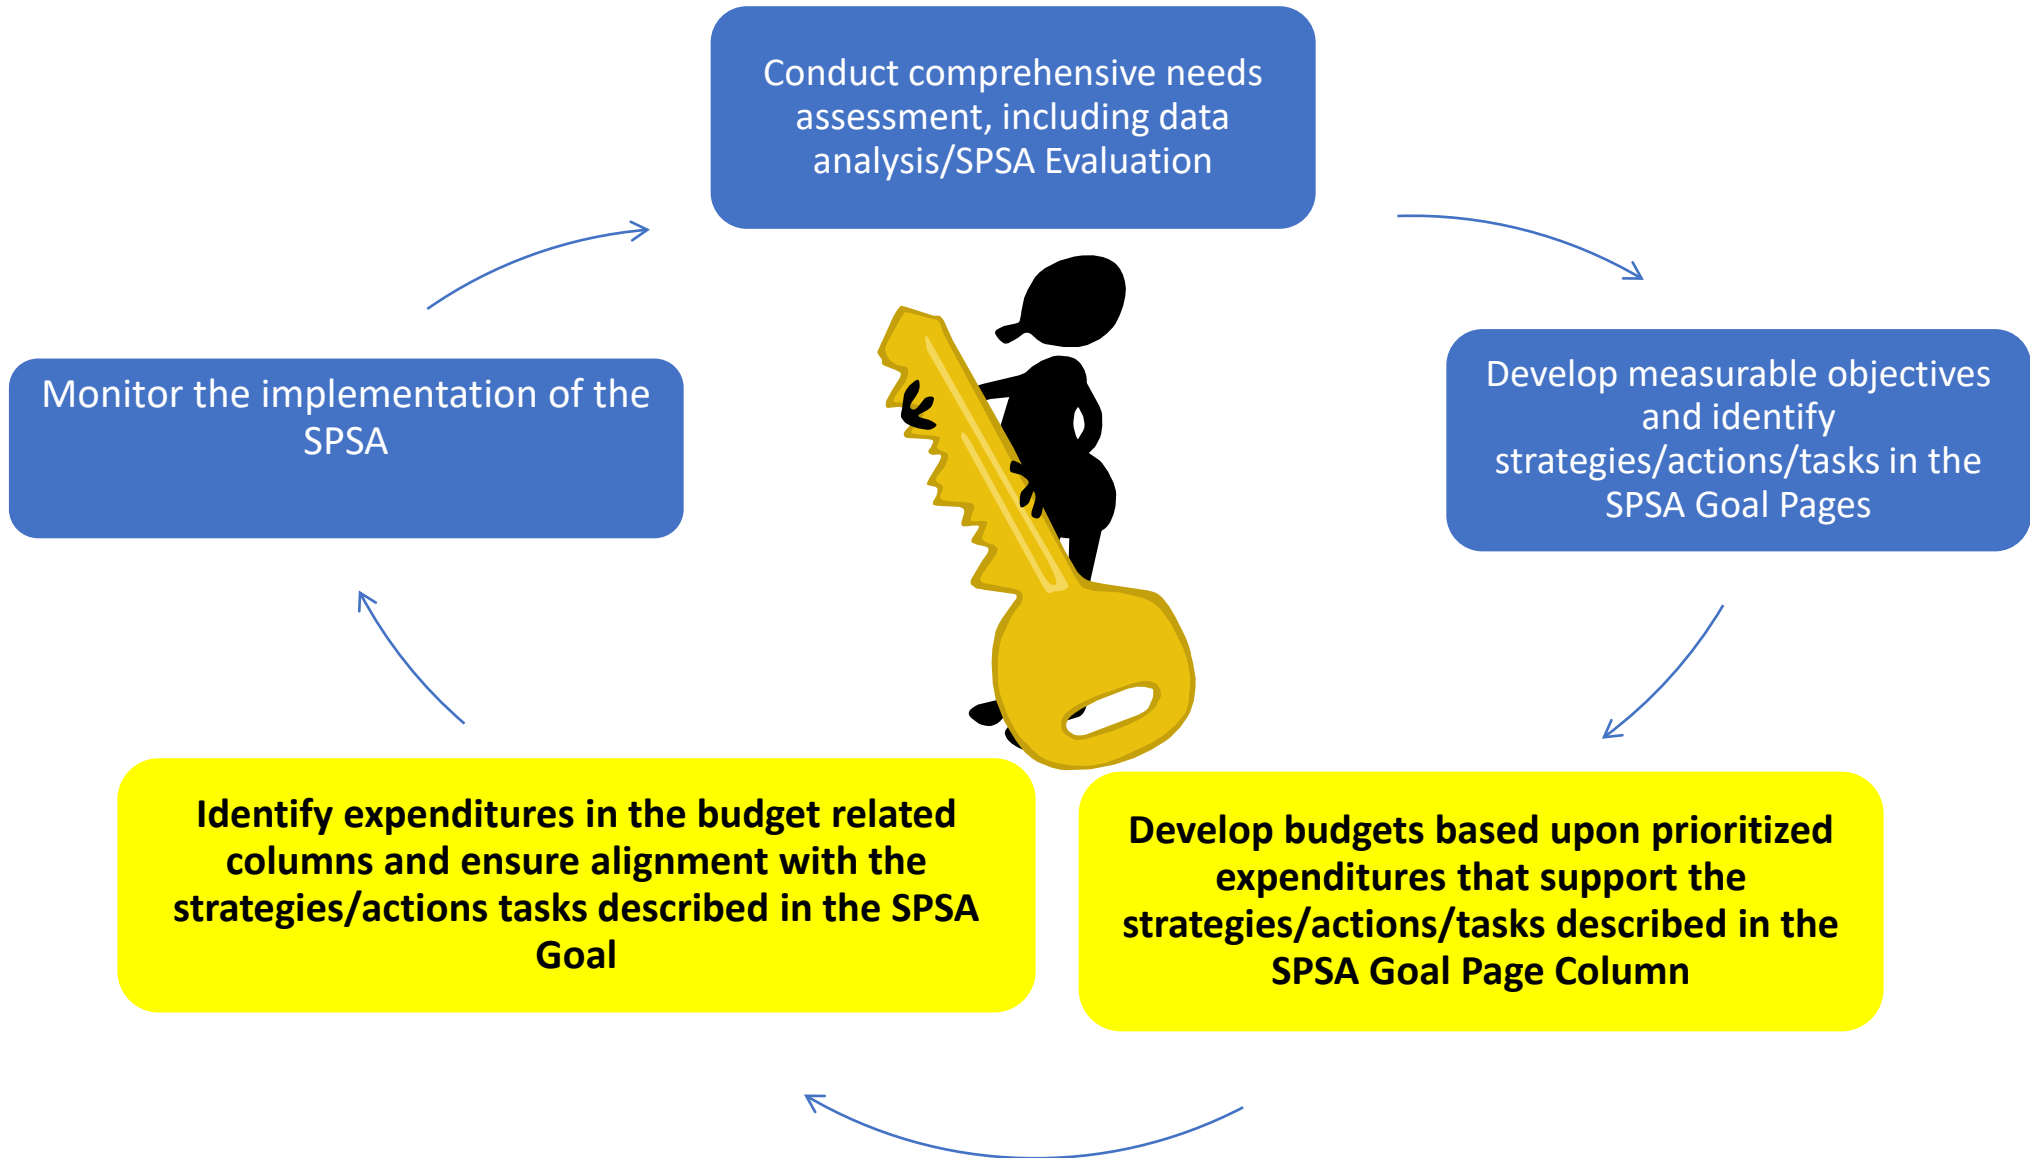 Conduct comprehensive needs
assessment, including data
analysis/SPSA Evaluation
Develop measurable objectives
and identify
strategies/actions/tasks in the
SPSA Goal Pages
Develop budgets based upon prioritized
expenditures that support the
strategies/actions/tasks described in the
SPSA Goal Page Column
Identify expenditures in the budget related
columns and ensure alignment with the
strategies/actions tasks described in the SPSA
Goal
Monitor the implementation of the
SPSA